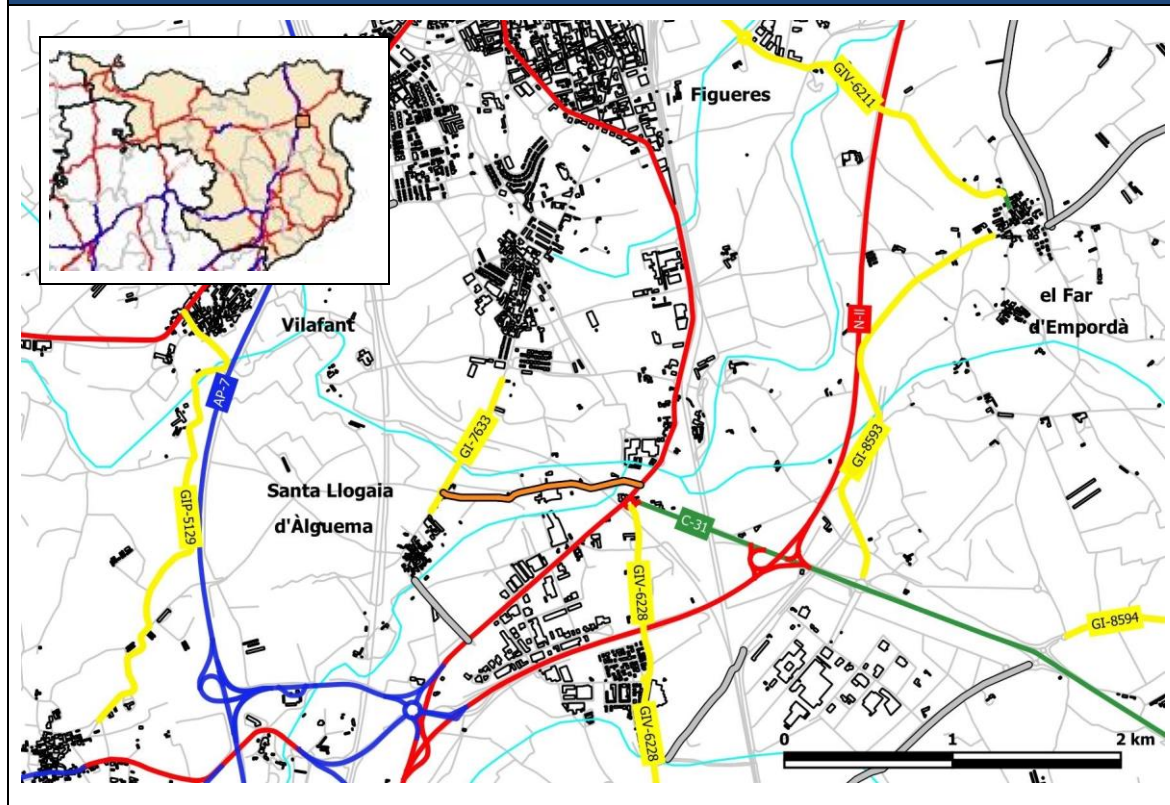 Figueres
GIV-6211
el Far
d'Empordà
N-II
Vilafant
AP-7
GI-7633
GI-8593
Santa Llogaia
d'Àlguema
GIP-5129
C-31
GIV-6228
GI-8594
GIV-6228
0 1 2 km